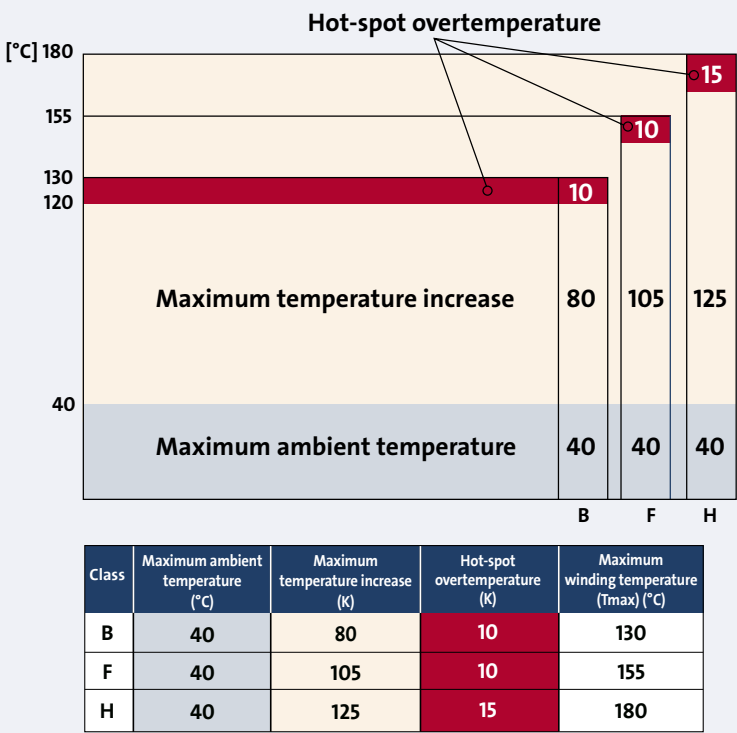 Hot-spot overtemperature
[°C] 180
15
155
10
130
10
120
Maximum temperature increase
80
105
125
40
Maximum ambient temperature
40
40
40
B
F
H
Class
Maximum ambient
temperature
(°C)
Maximum
temperature increase
(K)
Hot-spot
overtemperature
(K)
Maximum
winding temperature
(Tmax) (°C)
B 40 80 10 130
F 40 105 10 155
H 40 125 15 180